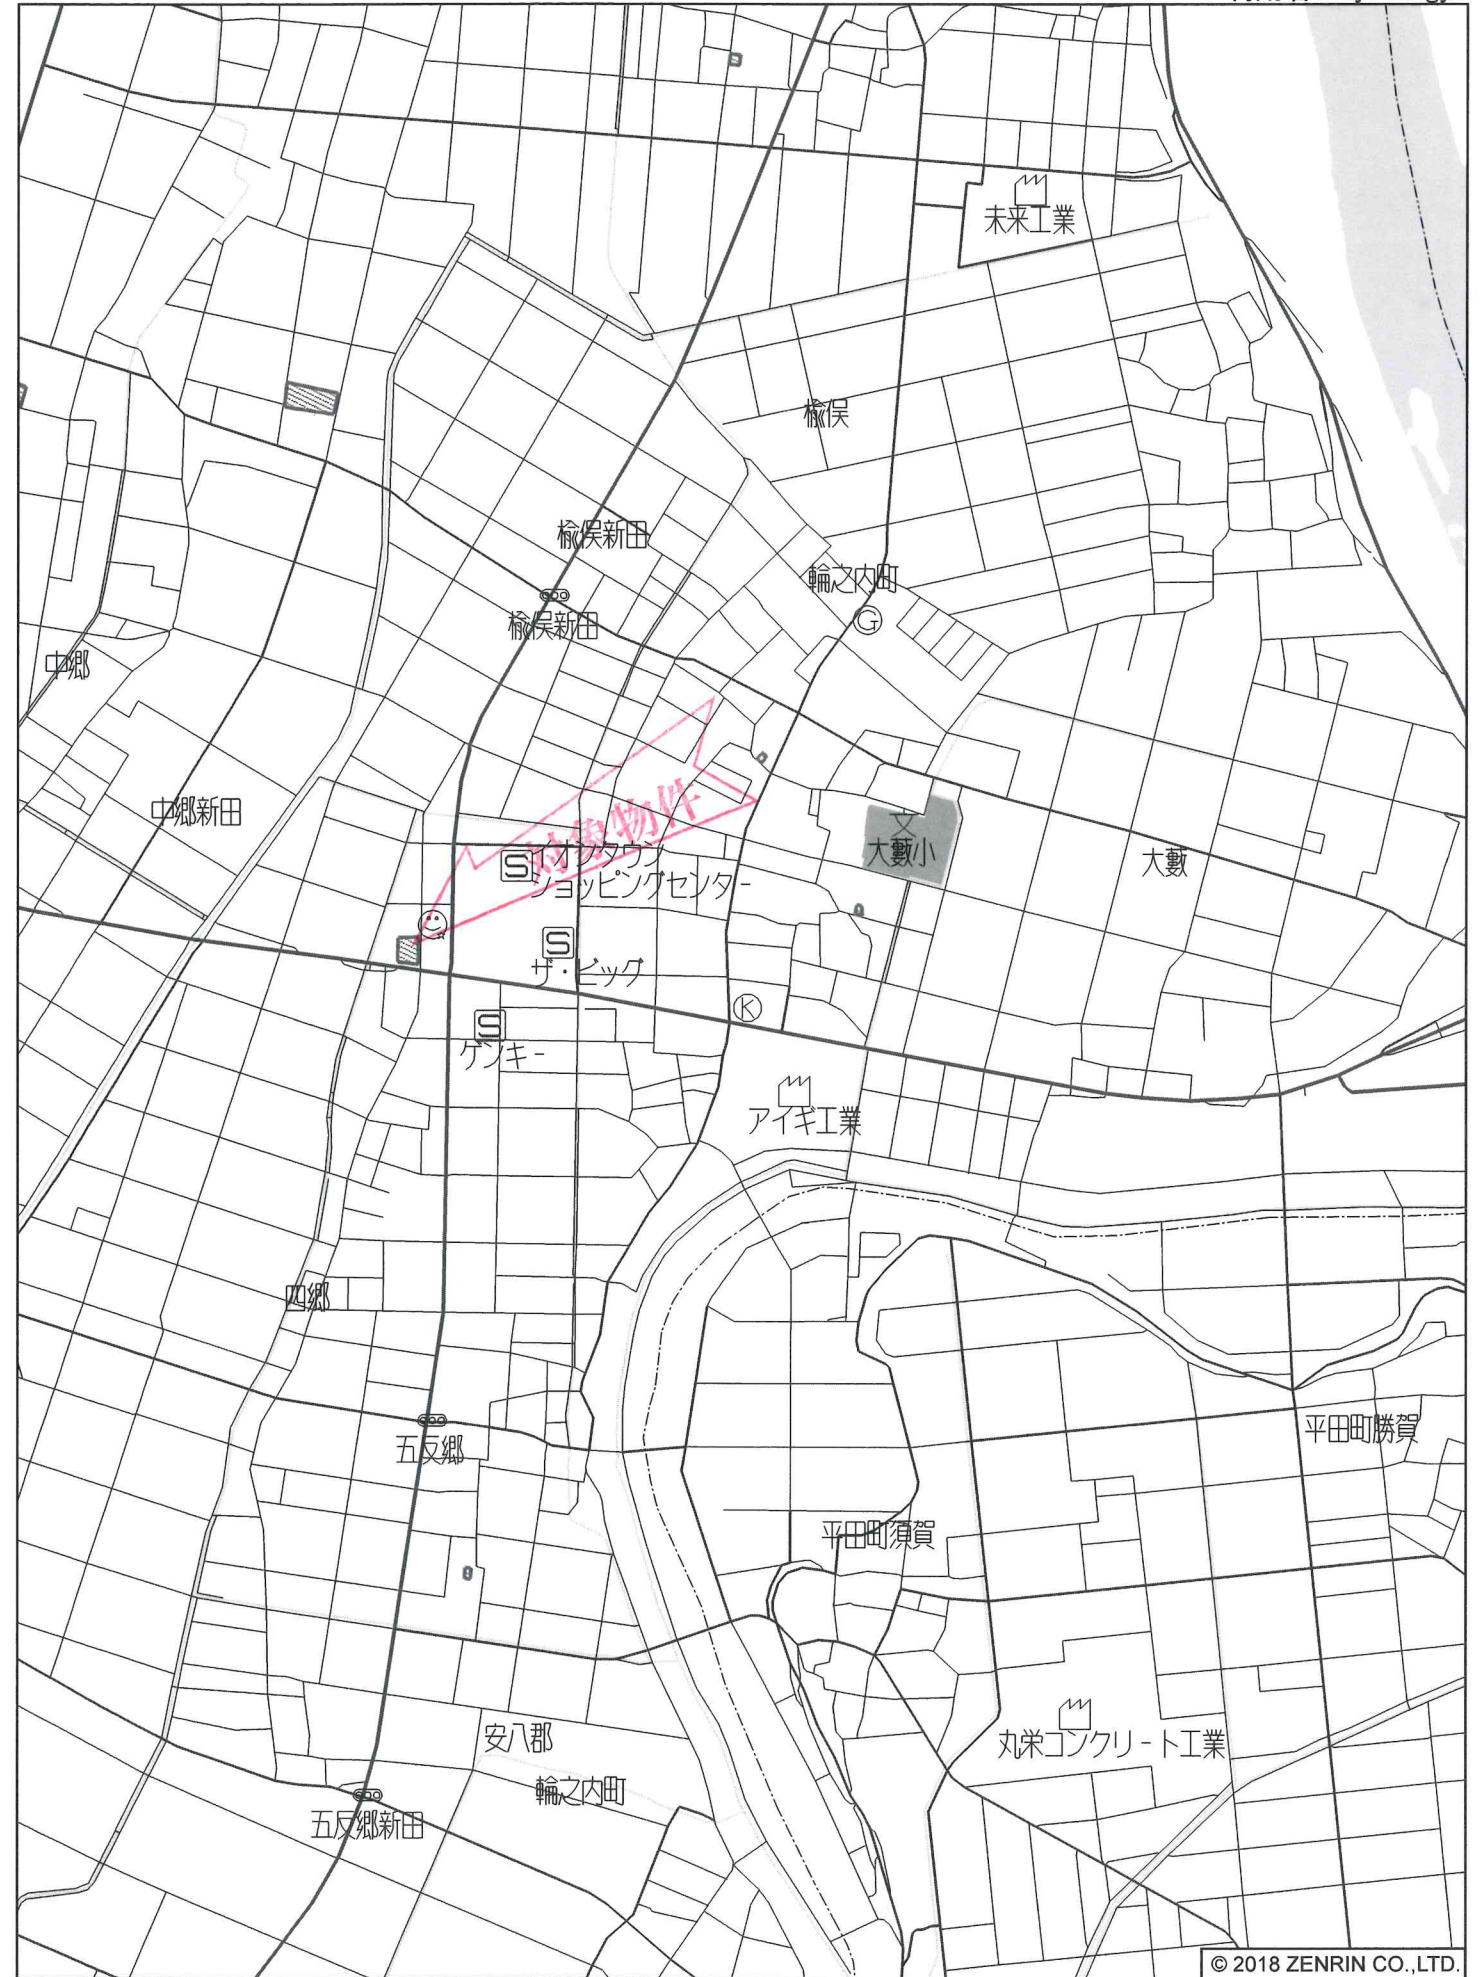 未来工業
楡俣
楡俣新田
輪之内町
G
楡俣新田
中郷
中郷新田
対象物件
文
大藪小
大藪
S
イオンタウン
ショッピングセンター
S
ザ・ビッグ
K
S
ゲンキー
アイギ工業
四郷
五反郷
平田町勝賀
平田町須賀
安八郡
輪之内町
丸栄コンクリート工業
五反郷新田
© 2018 ZENRIN CO.,LTD.